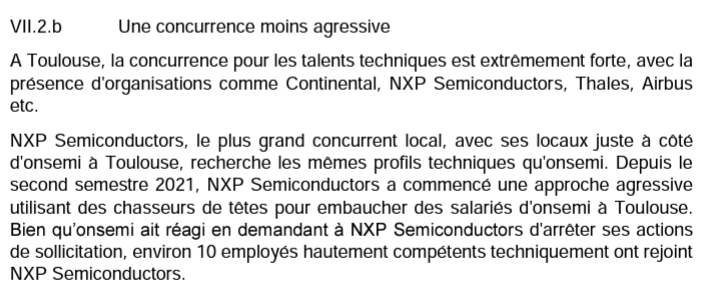 VII.2.b Une concurrence moins agressive
A Toulouse, la concurrence pour les talents techniques est extrêmement forte, avec la
présence d'organisations comme Continental, NXP Semiconductors, Thales, Airbus
etc.
NXP Semiconductors, le plus grand concurrent local, avec ses locaux juste à côté
d'onsemi à Toulouse, recherche les mêmes profils techniques qu'onsemi. Depuis le
second semestre 2021, NXP Semiconductors a commencé une approche agressive
utilisant des chasseurs de têtes pour embaucher des salariés d'onsemi à Toulouse.
Bien qu'onsemi ait réagi en demandant à NXP Semiconductors d'arrêter ses actions
de sollicitation, environ 10 employés hautement compétents techniquement ont rejoint
NXP Semiconductors.